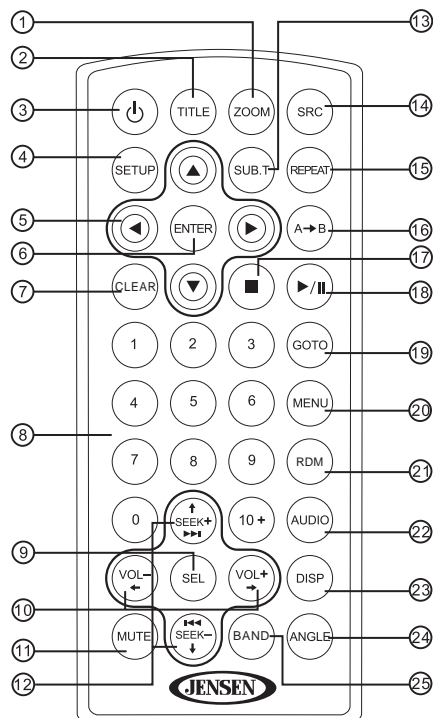 1
2
13
3
TITLE
ZOOM
SRC
14
4
SETUP
SUB.T
REPEAT
15
5
ENTER
A→B
16
6
17
7
CLEAR
▶/II
18
1
2
3
GOTO
19
4
5
6
MENU
20
8
7
8
9
RDM
21
0
SEEK+
10 +
AUDIO
22
9
VOL-
SEL
VOL+
DISP
23
10
MUTE
SEEK-
BAND
ANGLE
24
11
12
25
JENSEN